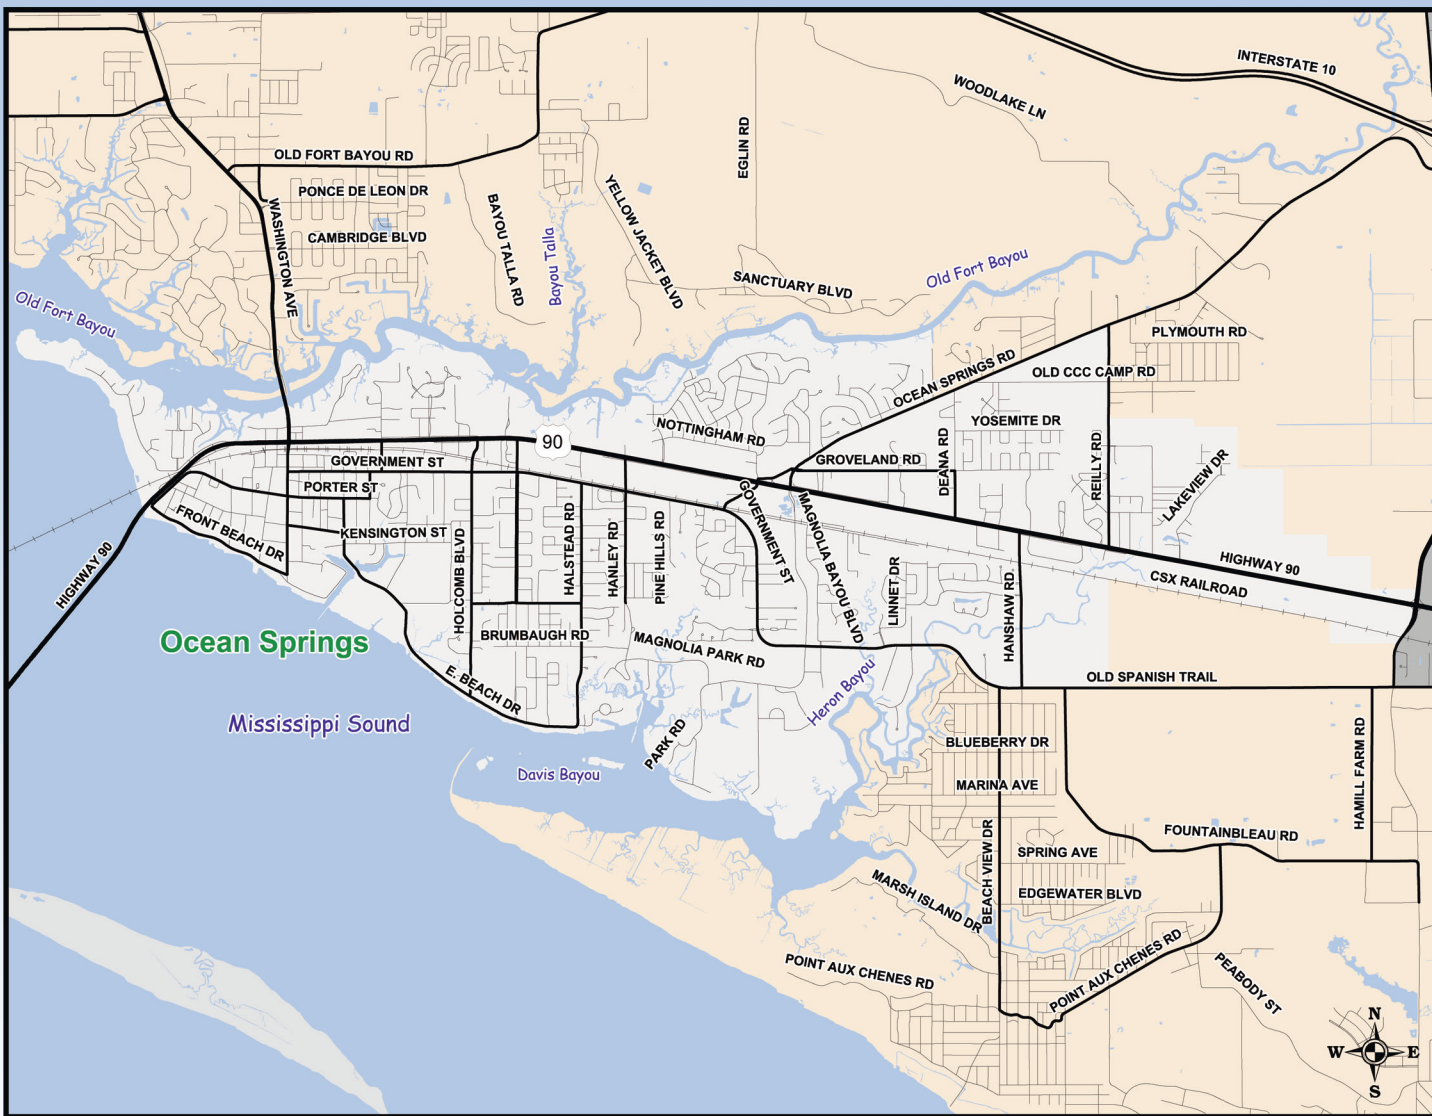 INTERSTATE 10
WOODLAKE LN
EGLIN RD
OLD FORT BAYOU RD
PONCE DE LEON DR
CAMBRIDGE BLVD
WASHINGTON AVE
BAYOU TALLA RD
Bayou Talla
YELLOW JACKET BLVD
SANCTUARY BLVD
Old Fort Bayou
Old Fort Bayou
PLYMOUTH RD
OCEAN SPRINGS RD
OLD CCC CAMP RD
YOSEMITE DR
NOTTINGHAM RD
90
GROVELAND RD
DEANA RD
REILLY RD
LAKEVIEW DR
GOVERNMENT ST
PORTER ST
FRONT BEACH DR
KENSINGTON ST
HOLCOMB BLVD
HALSTEAD RD
HANLEY RD
PINE HILLS RD
GOVERNMENT ST
MAGNOLIA BAYOU BLVD
LINNET DR
HANSHAW RD
HIGHWAY 90
HIGHWAY 90
CSX RAILROAD
Ocean Springs
BRUMBAUGH RD
MAGNOLIA PARK RD
E. BEACH DR
Heron Bayou
OLD SPANISH TRAIL
Mississippi Sound
PARK RD
Davis Bayou
BLUEBERRY DR
MARINA AVE
HAMILL FARM RD
BEACH VIEW DR
SPRING AVE
FOUNTAINBLEAU RD
MARSH ISLAND DR
EDGEWATER BLVD
POINT AUX CHENES RD
POINT AUX CHENES RD
PEABODY ST
N
W E
S